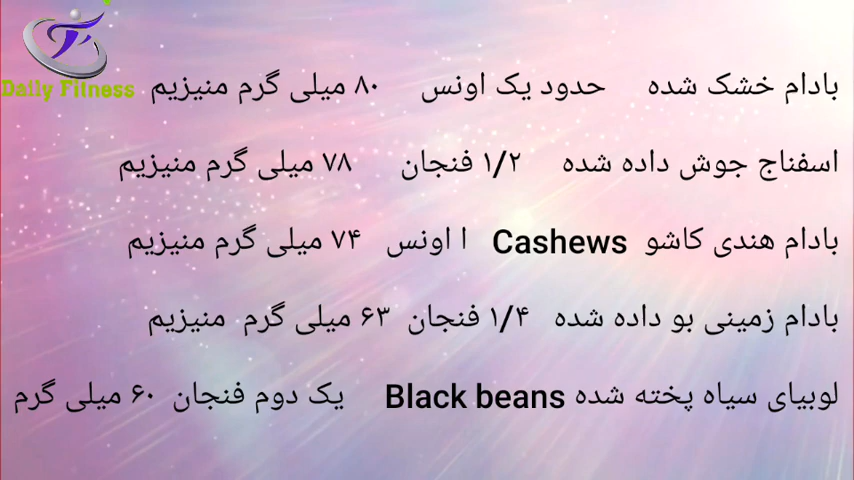 Daily Fitness
بادام خشک شده حدود یک اونس ۸۰ میلی گرم منیزیم
اسفناج جوش داده شده ۱/۲ فنجان ۷۸ میلی گرم منیزیم
بادام هندی کاشو Cashews ا اونس ۷۴ میلی گرم منیزیم
بادام زمینی بو داده شده ۱/۴ فنجان ۶۳ میلی گرم منیزیم
لوبیای سیاه پخته شده Black beans یک دوم فنجان ۶۰ میلی گرم